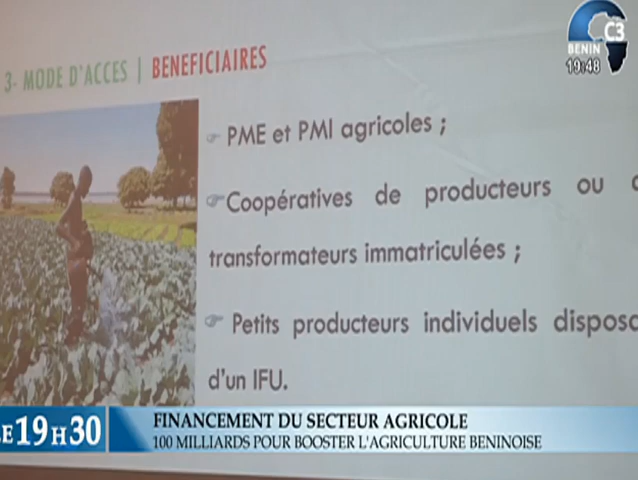 C3
BENIN
19:48
3- MODE D'ACCES | BENEFICIAIRES
☞ PME et PMI agricoles ;
☞ Coopératives de producteurs ou
transformateurs immatriculées ;
☞ Petits producteurs individuels
d'un IFU.
19H30
FINANCEMENT DU SECTEUR AGRICOLE
100 MILLIARDS POUR BOOSTER L'AGRICULTURE BENINOISE